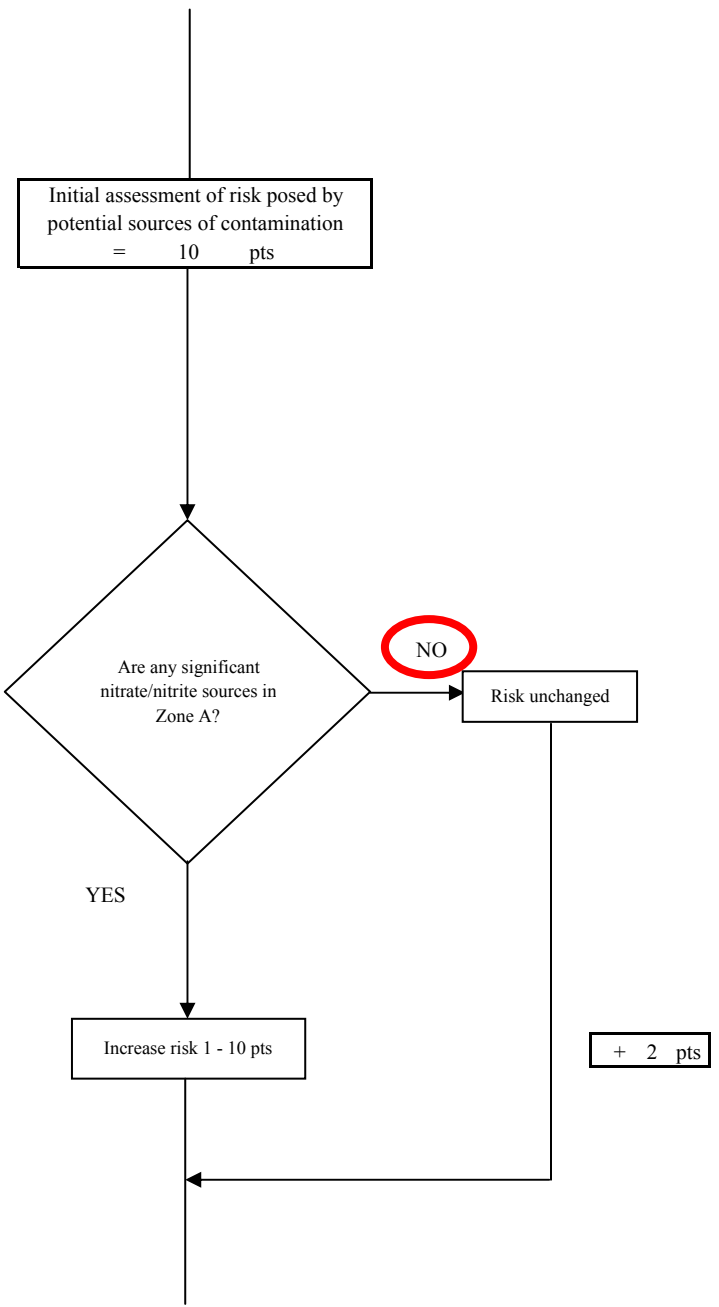 Initial assessment of risk posed by
potential sources of contamination
= 10 pts
Are any significant
nitrate/nitrite sources in
Zone A?
NO
Risk unchanged
YES
Increase risk 1 - 10 pts
+ 2 pts